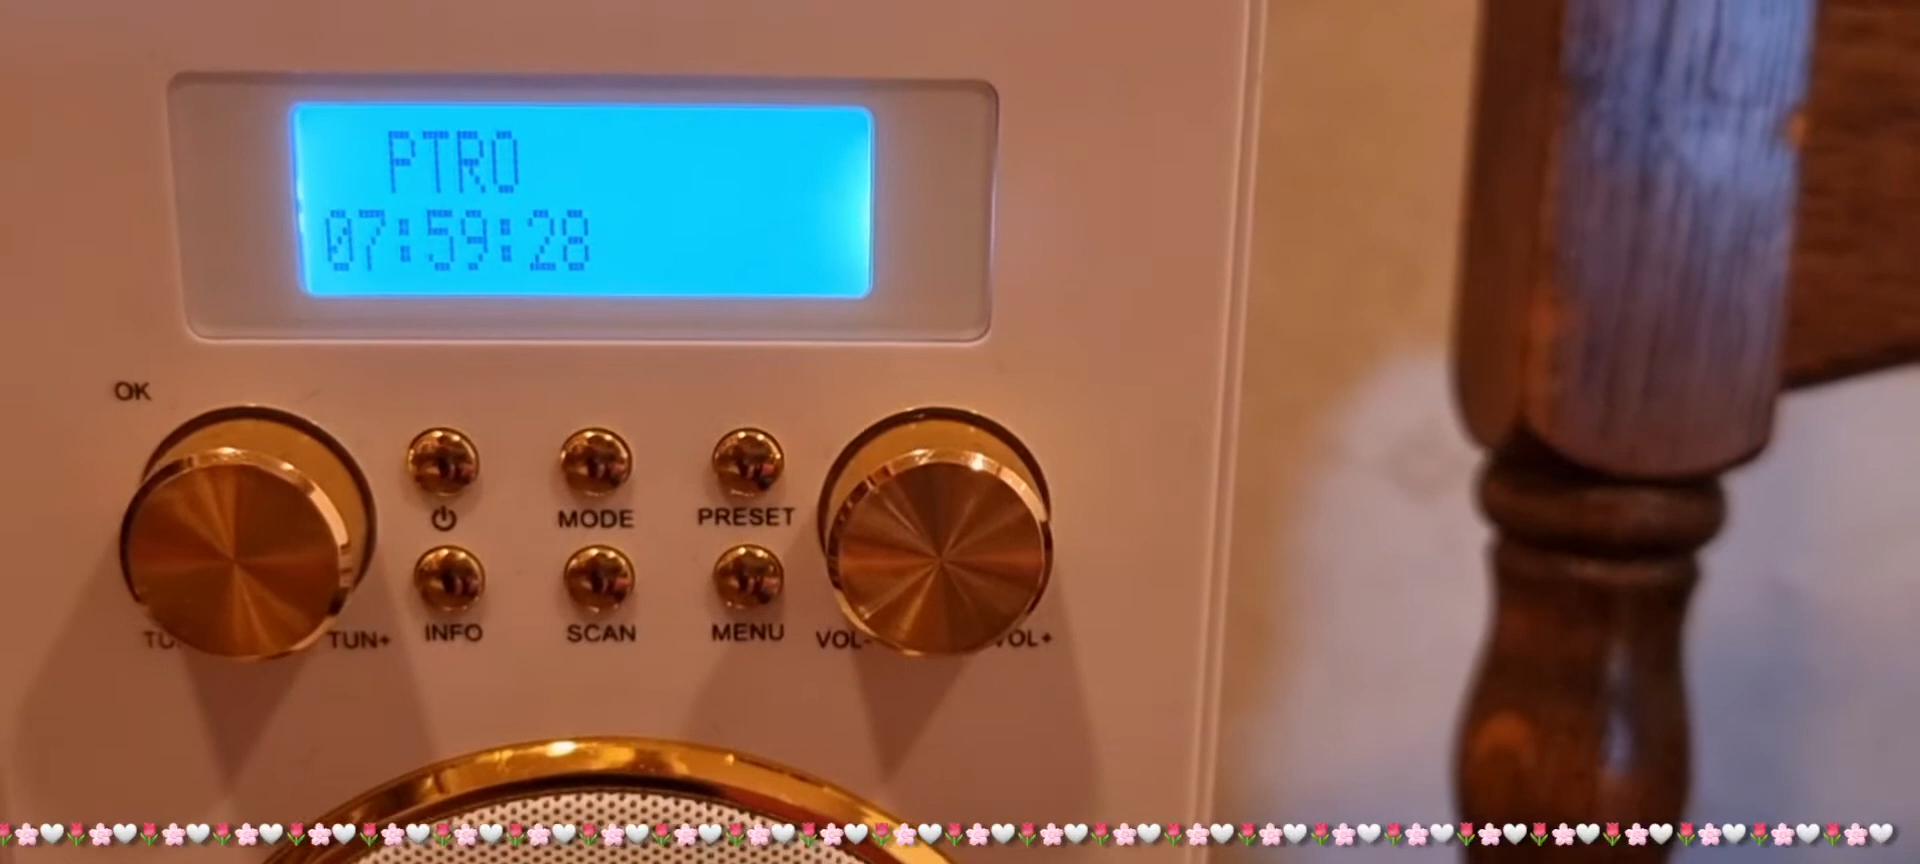 PTRO
07:59:28
OK
MODE PRESET
TUN+ INFO SCAN MENU VOL- VOL+